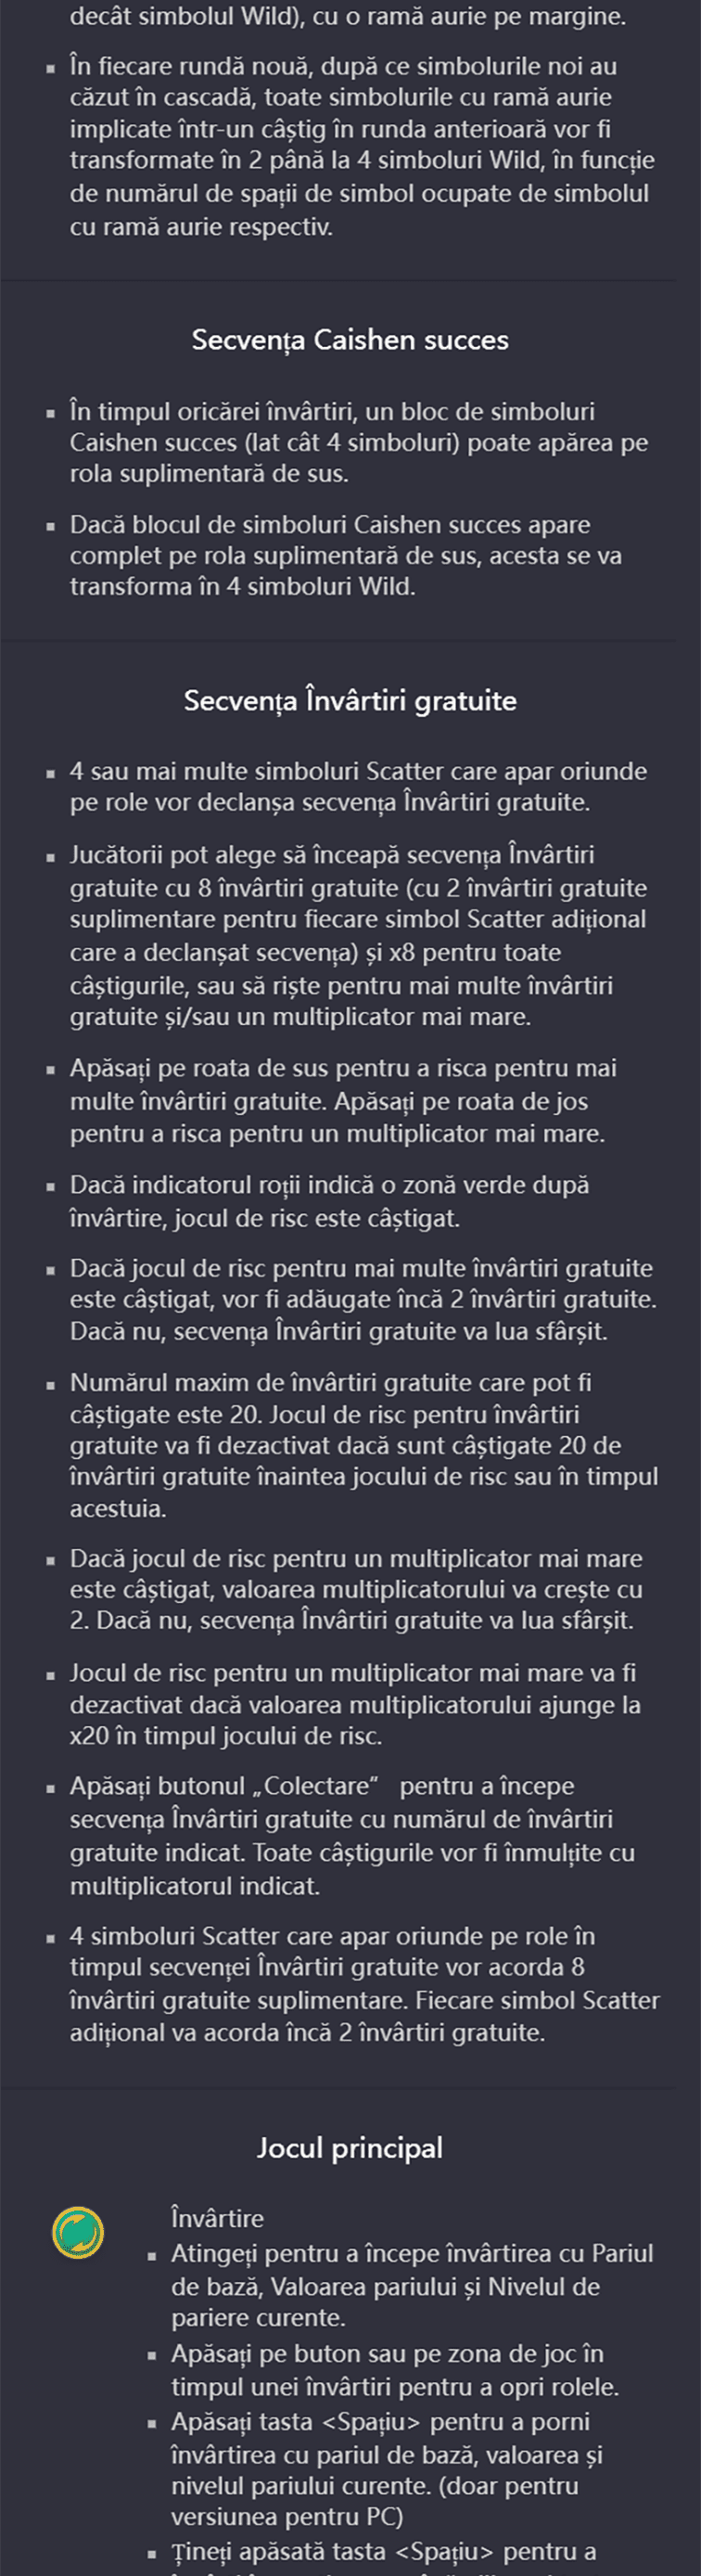 decât simbolul Wild), cu o ramă aurie pe margine.
În fiecare rundă nouă, după ce simbolurile noi au
căzut în cascadă, toate simbolurile cu ramă aurie
implicate într-un câștig în runda anterioară vor fi
transformate în 2 până la 4 simboluri Wild, în funcție
de numărul de spații de simbol ocupate de simbolul
cu ramă aurie respectiv.
Secvența Caishen succes
În timpul oricărei învârtiri, un bloc de simboluri
Caishen succes (lat cât 4 simboluri) poate apărea pe
rola suplimentară de sus.
Dacă blocul de simboluri Caishen succes apare
complet pe rola suplimentară de sus, acesta se va
transforma în 4 simboluri Wild.
Secvența Învârtiri gratuite
4 sau mai multe simboluri Scatter care apar oriunde
pe role vor declanșa secvența Învârtiri gratuite.
Jucătorii pot alege să înceapă secvența Învârtiri
gratuite cu 8 învârtiri gratuite (cu 2 învârtiri gratuite
suplimentare pentru fiecare simbol Scatter adițional
care a declanșat secvența) și x8 pentru toate
câștigurile, sau să riște pentru mai multe învârtiri
gratuite și/sau un multiplicator mai mare.
Apăsați pe roata de sus pentru a risca pentru mai
multe învârtiri gratuite. Apăsați pe roata de jos
pentru a risca pentru un multiplicator mai mare.
Dacă indicatorul roții indică o zonă verde după
învârtire, jocul de risc este câștigat.
Dacă jocul de risc pentru mai multe învârtiri gratuite
este câștigat, vor fi adăugate încă 2 învârtiri gratuite.
Dacă nu, secvența Învârtiri gratuite va lua sfârșit.
Numărul maxim de învârtiri gratuite care pot fi
câștigate este 20. Jocul de risc pentru învârtiri
gratuite va fi dezactivat dacă sunt câștigate 20 de
învârtiri gratuite înaintea jocului de risc sau în timpul
acestuia.
Dacă jocul de risc pentru un multiplicator mai mare
este câștigat, valoarea multiplicatorului va crește cu
2. Dacă nu, secvența Învârtiri gratuite va lua sfârșit.
Jocul de risc pentru un multiplicator mai mare va fi
dezactivat dacă valoarea multiplicatorului ajunge la
x20 în timpul jocului de risc.
Apăsați butonul „Colectare” pentru a începe
secvența Învârtiri gratuite cu numărul de învârtiri
gratuite indicat. Toate câștigurile vor fi înmulțite cu
multiplicatorul indicat.
4 simboluri Scatter care apar oriunde pe role în
timpul secvenței Învârtiri gratuite vor acorda 8
învârtiri gratuite suplimentare. Fiecare simbol Scatter
adițional va acorda încă 2 învârtiri gratuite.
Jocul principal
Învârtire
Atingeți pentru a începe învârtirea cu Pariul
de bază, Valoarea pariului și Nivelul de
pariere curente.
Apăsați pe buton sau pe zona de joc în
timpul unei învârtiri pentru a opri rolele.
Apăsați tasta <Spațiu> pentru a porni
învârtirea cu pariul de bază, valoarea și
nivelul pariului curente. (doar pentru
versiunea pentru PC)
Țineți apăsată tasta <Spațiu> pentru a